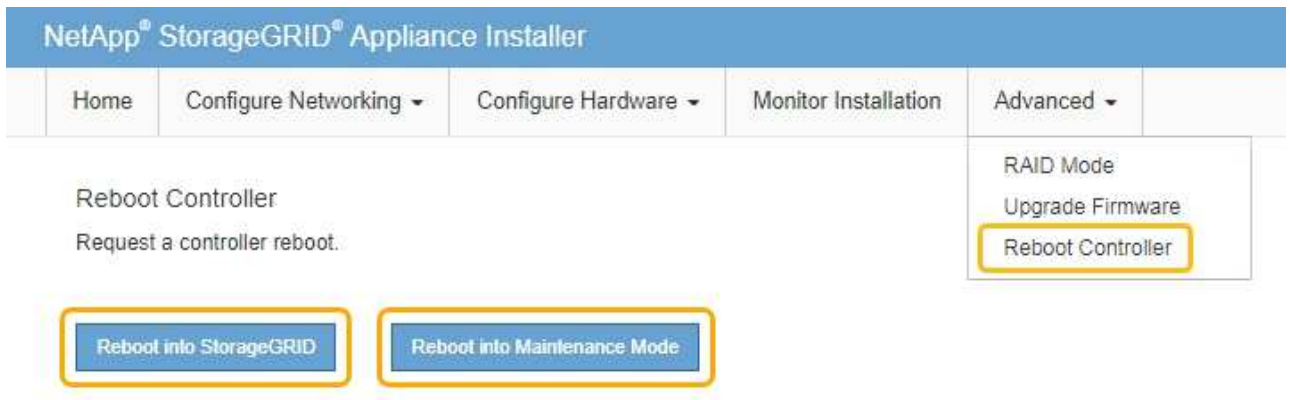 NetApp® StorageGRID® Appliance Installer
Home Configure Networking Configure Hardware Monitor Installation Advanced
RAID Mode
Upgrade Firmware
Reboot Controller
Reboot Controller
Request a controller reboot.
Reboot into StorageGRID Reboot into Maintenance Mode